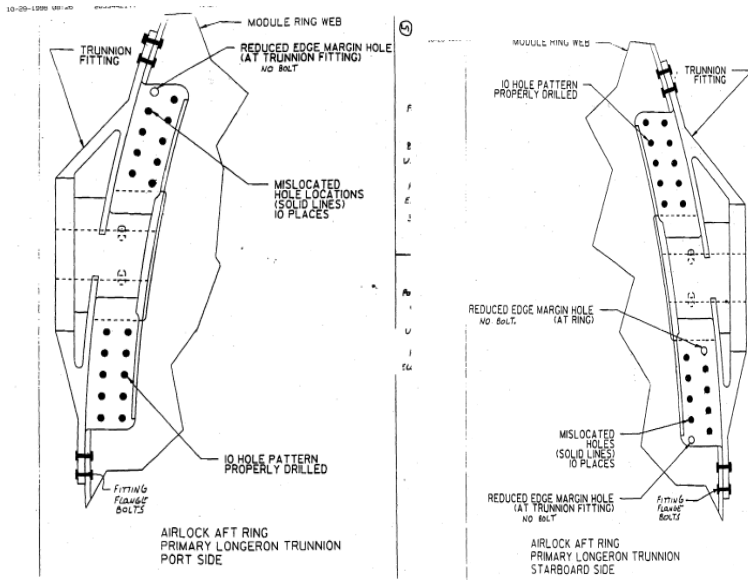 10-29-1996
MODULE RING WEB
TRUNNION
FITTING
REDUCED EDGE MARGIN HOLE
(AT TRUNNION FITTING)
NO BOLT
MISLOCATED
HOLE LOCATIONS
(SOLID LINES)
10 PLACES
10 HOLE PATTERN
PROPERLY DRILLED
FITTING
FLANGE
BOLTS
AIRLOCK AFT RING
PRIMARY LONGERON TRUNNION
PORT SIDE
MODULE RING WEB
TRUNNION
FITTING
10 HOLE PATTERN
PROPERLY DRILLED
REDUCED EDGE MARGIN HOLE
NO BOLT. (AT RING)
MISLOCATED
HOLES
(SOLID LINES)
10 PLACES
REDUCED EDGE MARGIN HOLE
(AT TRUNNION FITTING)
NO BOLT
FITTING
FLANGE
BOLTS
AIRLOCK AFT RING
PRIMARY LONGERON TRUNNION
STARBOARD SIDE